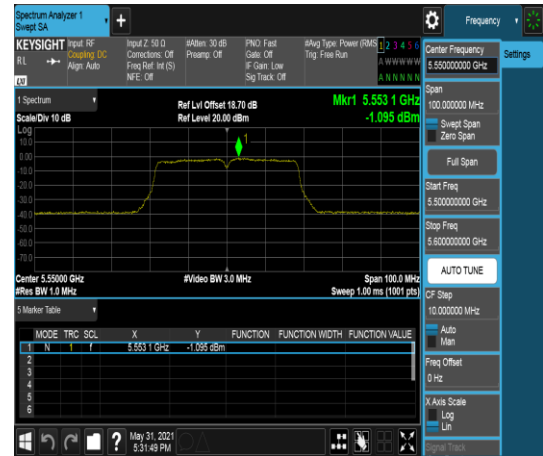 Spectrum Analyzer 1
Swept SA
+
Frequency
KEYSIGHT
Input: RF
Coupling: DC
Align: Auto
Input Z: 50 Ω
Corrections: Off
Freq Ref: Int (S)
NFE: Off
#Atten: 30 dB
Preamp: Off
PNO: Fast
Gate: Off
IF Gain: Low
Sig Track: Off
#Avg Type: Power (RMS
Trig: Free Run
1 2 3 4 5 6
A W W W W W
A N N N N N
R L
LXI
1 Spectrum
Scale/Div 10 dB
Ref Lvl Offset 18.70 dB
Ref Level 20.00 dBm
Mkr1 5.553 1 GHz
-1.095 dBm
Log
10.0
0.00
-10.0
-20.0
-30.0
-40.0
-50.0
-60.0
-70.0
1
Center 5.55000 GHz
#Res BW 1.0 MHz
#Video BW 3.0 MHz
Span 100.0 MHz
Sweep 1.00 ms (1001 pts)
5 Marker Table
MODE TRC SCL X Y FUNCTION FUNCTION WIDTH FUNCTION VALUE
1 N 1 f 5.553 1 GHz -1.095 dBm
2
3
4
5
6
?
May 31, 2021
5:31:49 PM
Center Frequency
5.550000000 GHz
Settings
Span
100.000000 MHz
Swept Span
Zero Span
Full Span
Start Freq
5.500000000 GHz
Stop Freq
5.600000000 GHz
AUTO TUNE
CF Step
10.000000 MHz
Auto
Man
Freq Offset
0 Hz
X Axis Scale
Log
Lin
Signal Track